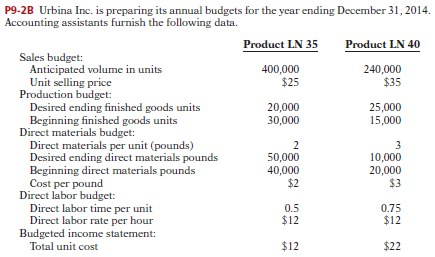 P9-2B Urbina Inc. is preparing its annual budgets for the year ending December 31, 2014.
Accounting assistants furnish the following data.
Product LN 35 Product LN 40
Sales budget:
Anticipated volume in units 400,000 240,000
Unit selling price $25 $35
Production budget:
Desired ending finished goods units 20,000 25,000
Beginning finished goods units 30,000 15,000
Direct materials budget:
Direct materials per unit (pounds) 2 3
Desired ending direct materials pounds 50,000 10,000
Beginning direct materials pounds 40,000 20,000
Cost per pound $2 $3
Direct labor budget:
Direct labor time per unit 0.5 0.75
Direct labor rate per hour $12 $12
Budgeted income statement:
Total unit cost $12 $22